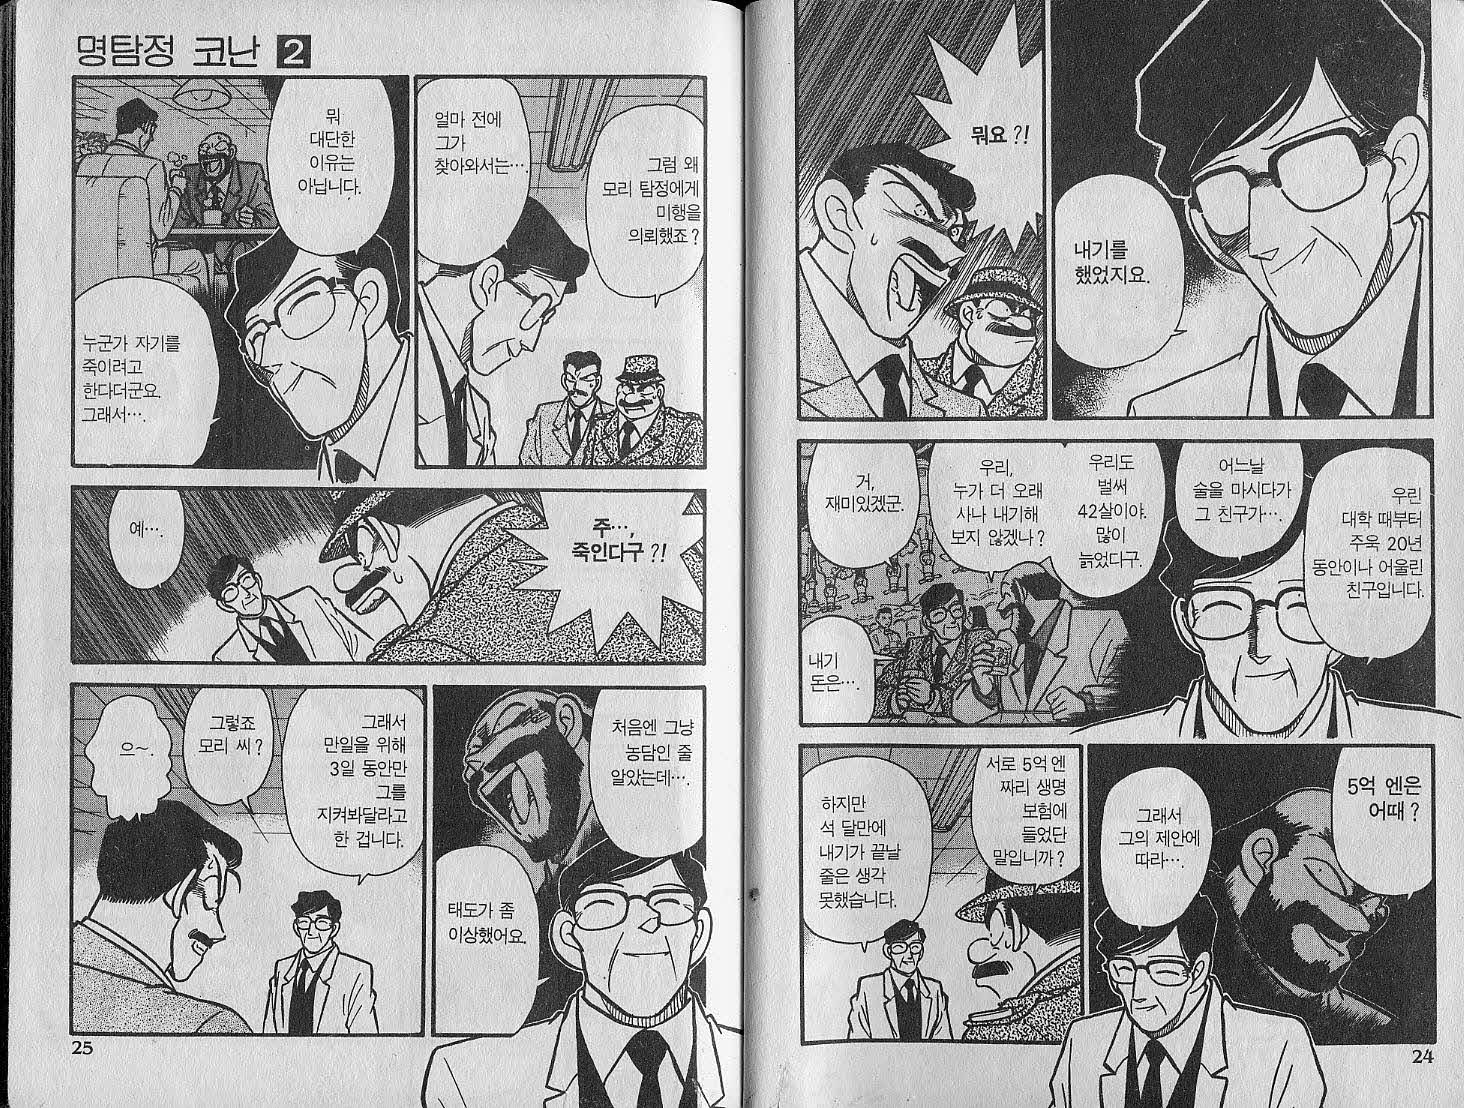 내기를
했었지요.
뭐요?!
우린
대학 때부터
주욱 20년
동안이나 어울린
친구입니다.
어느날
술을 마시다가
그 친구가….
우리도
벌써
42살이야.
많이
늙었다구.
우리,
누가 더 오래
사나 내기해
보지 않겠나?
거,
재미있겠군.
내기
돈은….
5억 엔은
어때?
그래서
그의 제안에
따라….
서로 5억 엔
짜리 생명
보험에
들었단
말입니까?
하지만
석 달만에
내기가 끝날
줄은 생각
못했습니다.
24
명탐정 코난 2
그럼 왜
모리 탐정에게
미행을
의뢰했죠?
얼마 전에
그가
찾아와서는….
뭐
대단한
이유는
아닙니다.
누군가 자기를
죽이려고
한다더군요.
그래서….
주…,
죽인다구?!
예….
처음엔 그냥
농담인 줄
알았는데….
태도가 좀
이상했어요.
그래서
만일을 위해
3일 동안만
그를
지켜봐달라고
한 겁니다.
그렇죠
모리 씨?
으~.
25